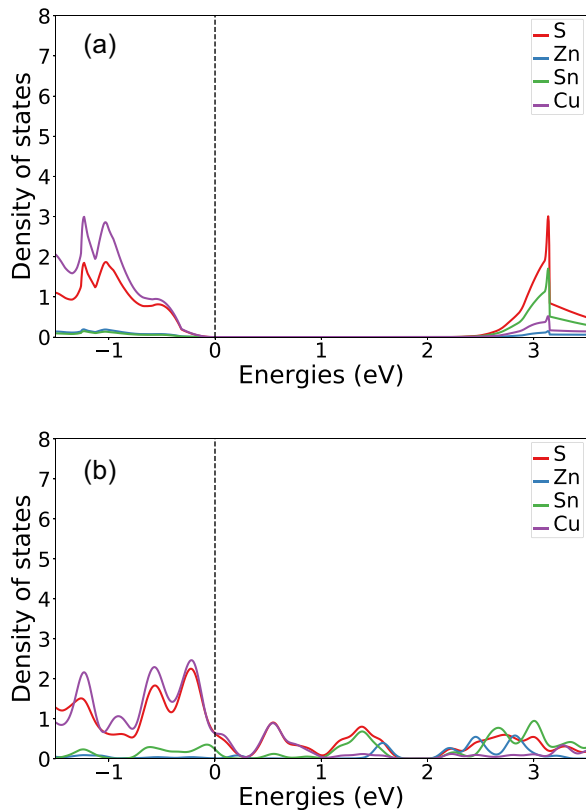 (a)
S
Zn
Sn
Cu
Density of states
8
7
6
5
4
3
2
1
0
−1 0 1 2 3
Energies (eV)
(b)
S
Zn
Sn
Cu
Density of states
8
7
6
5
4
3
2
1
0
−1 0 1 2 3
Energies (eV)